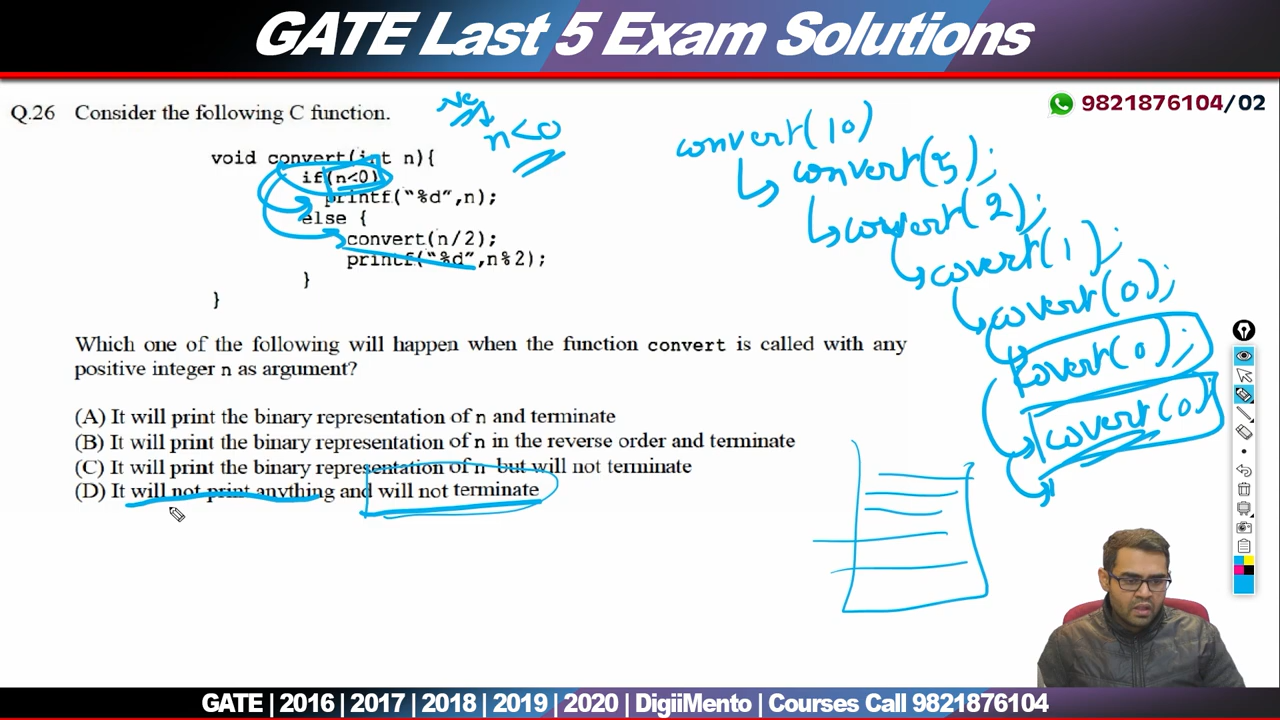 GATE Last 5 Exam Solutions
9821876104/02
Q.26 Consider the following C function.
void convert(int n){
if(n<0)
printf("%d",n);
else {
convert(n/2);
printf("%d",n%2);
}
}
n<0
convert(10)
convert(5);
convert(2);
covert(1);
covert(0);
covert(0);
covert(0)
Which one of the following will happen when the function convert is called with any
positive integer n as argument?
(A) It will print the binary representation of n and terminate
(B) It will print the binary representation of n in the reverse order and terminate
(C) It will print the binary representation of n but will not terminate
(D) It will not print anything and will not terminate
GATE | 2016 | 2017 | 2018 | 2019 | 2020 | DigiiMento | Courses Call 9821876104